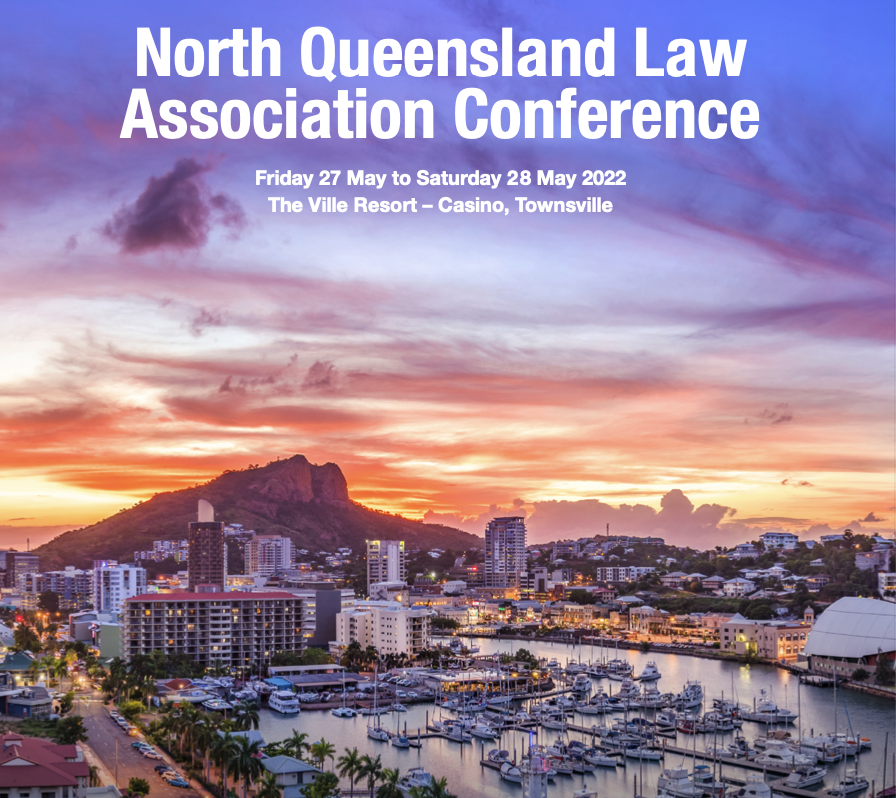 North Queensland Law
Association Conference
Friday 27 May to Saturday 28 May 2022
The Ville Resort – Casino, Townsville